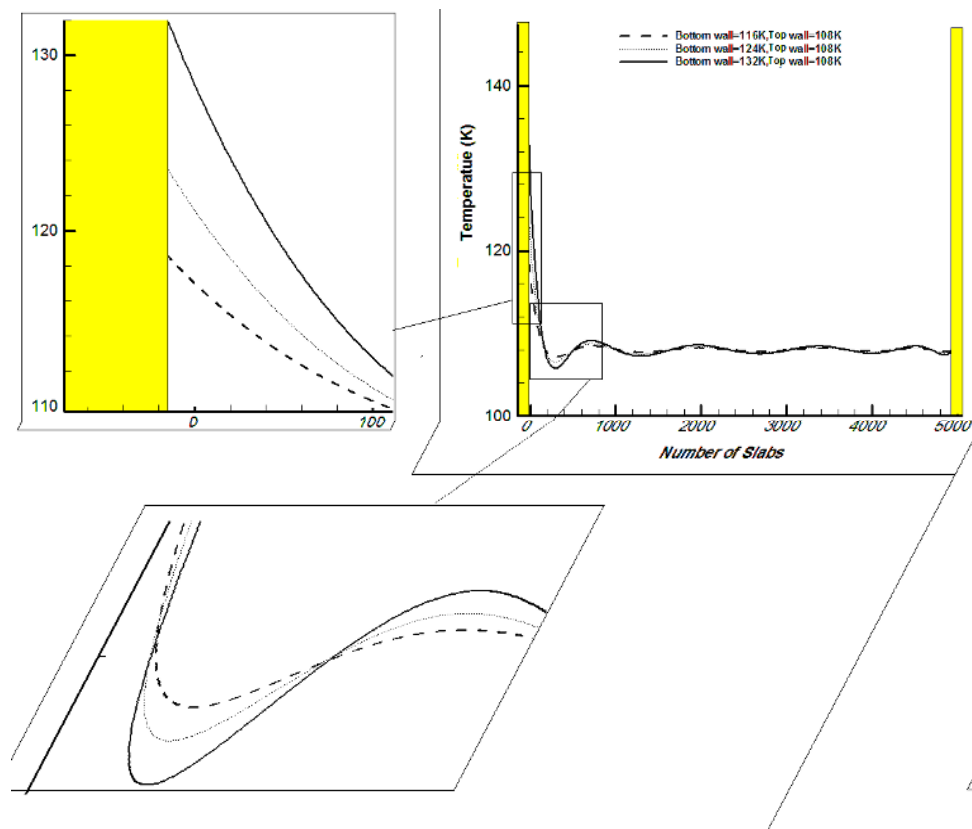 130
120
110
0
100
Bottom wall=116K,Top wall=108K
Bottom wall=124K,Top wall=108K
Bottom wall=132K,Top wall=108K
140
120
100
Temperatue (K)
0
1000
2000
3000
4000
5000
Number of Slabs